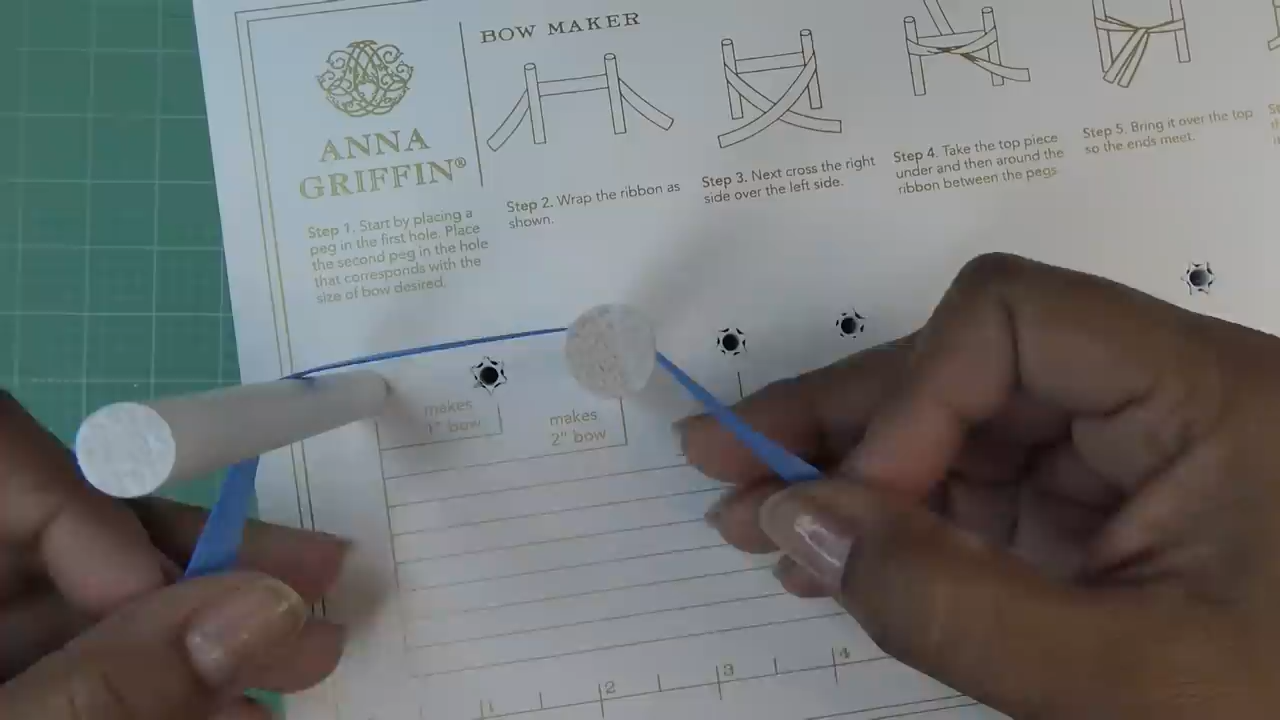 BOW MAKER
ANNA
GRIFFIN®
Step 1. Start by placing a
peg in the first hole. Place
the second peg in the hole
that corresponds with the
size of bow desired.
Step 2. Wrap the ribbon as
shown.
Step 3. Next cross the right
side over the left side.
Step 4. Take the top piece
under and then around the
ribbon between the pegs
Step 5. Bring it over the top
so the ends meet.
makes
1" bow
makes
2" bow
1
2
3
4